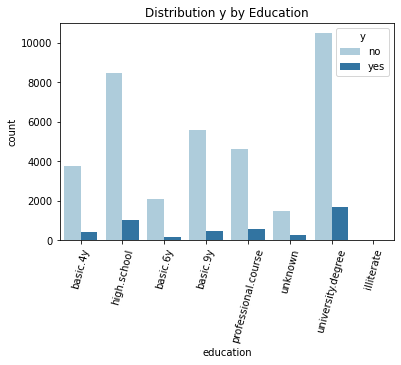 Distribution y by Education
y
no
yes
count
10000
8000
6000
4000
2000
0
basic.4y
high.school
basic.6y
basic.9y
professional.course
unknown
university.degree
illiterate
education